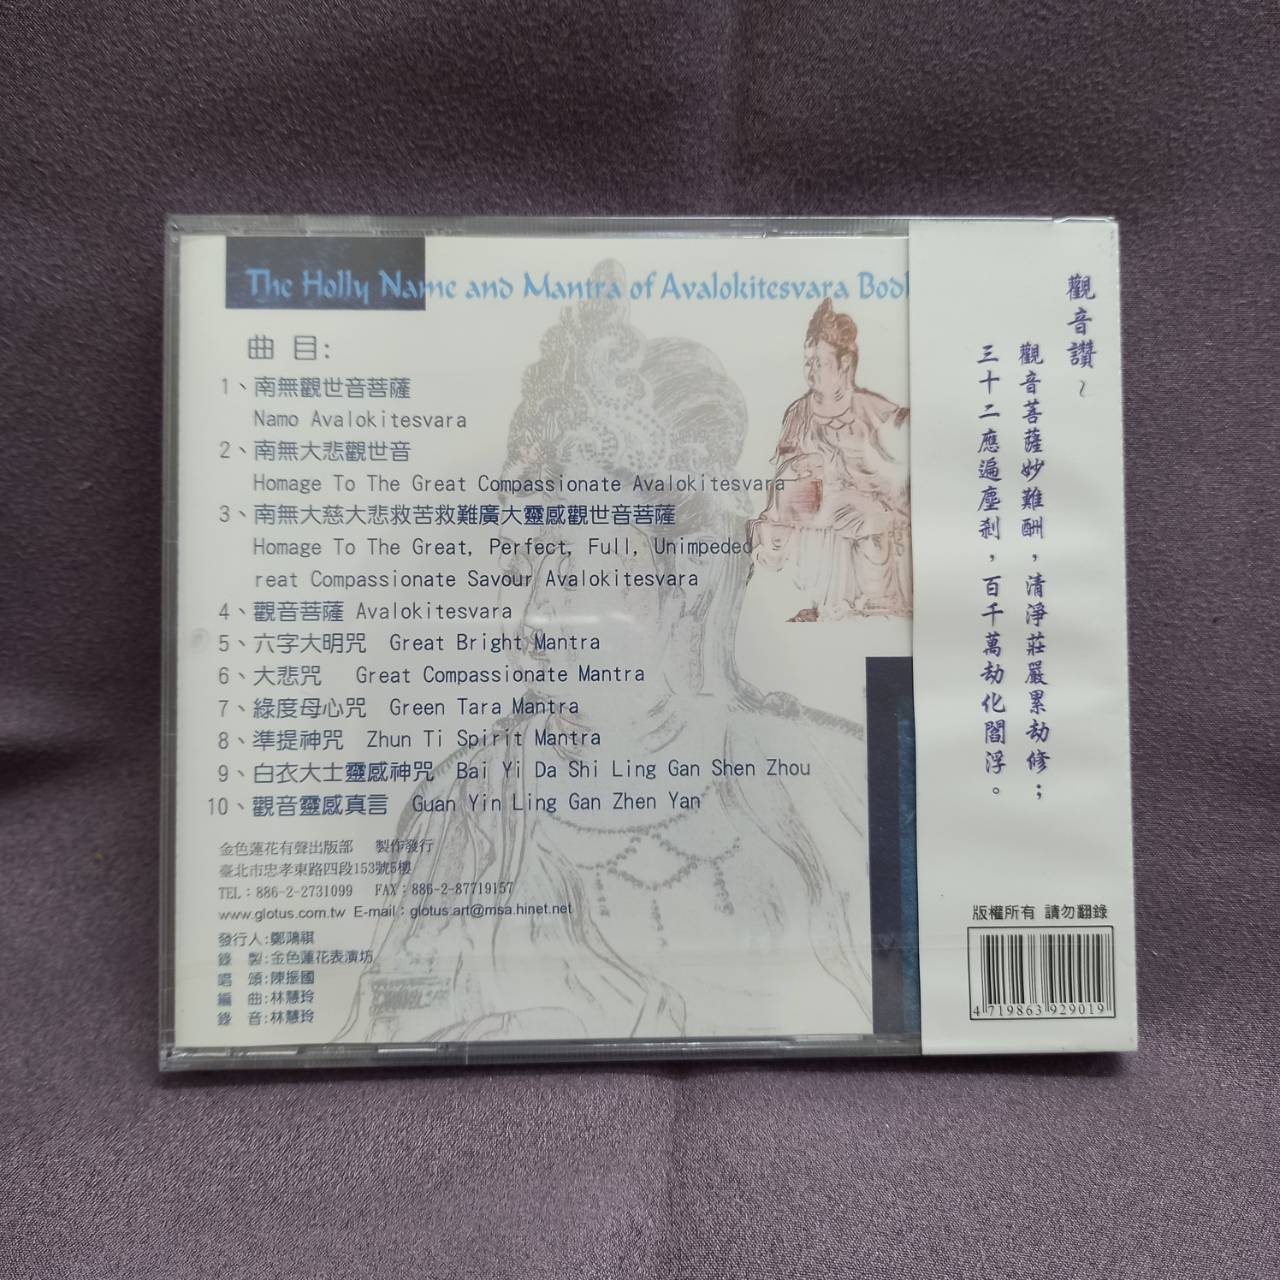 The Holly Name and Mantra of Avalokitesvara
曲 目:
1、南無觀世音菩薩
Namo Avalokitesvara
2、南無大悲觀世音
Homage To The Great Compassionate Avalokitesvara
3、南無大慈大悲救苦救難廣大靈感觀世音菩薩
Homage To The Great, Perfect, Full, Unimpeded
reat Compassionate Savour Avalokitesvara
4、觀音菩薩 Avalokitesvara
5、六字大明咒 Great Bright Mantra
6、大悲咒 Great Compassionate Mantra
7、綠度母心咒 Green Tara Mantra
8、準提神咒 Zhun Ti Spirit Mantra
9、白衣大士靈感神咒 Bai Yi Da Shi Ling Gan Shen Zhou
10、觀音靈感真言 Guan Yin Ling Gan Zhen Yan
金色蓮花有聲出版部 製作發行
臺北市忠孝東路四段153號5樓
TEL：886-2-2731099 FAX：886-2-87719157
www.glotus.com.tw E-mail：glotus.art@msa.hinet.net
發行人:鄭鴻祺
錄 製:金色蓮花表演坊
唱 頌:陳振國
編 曲:林慧玲
錄 音:林慧玲
觀音讚～
觀音菩薩妙難酬，清淨莊嚴累劫修；
三十二應遍塵剎，百千萬劫化閻浮。
版權所有 請勿翻錄
4 719863 929019